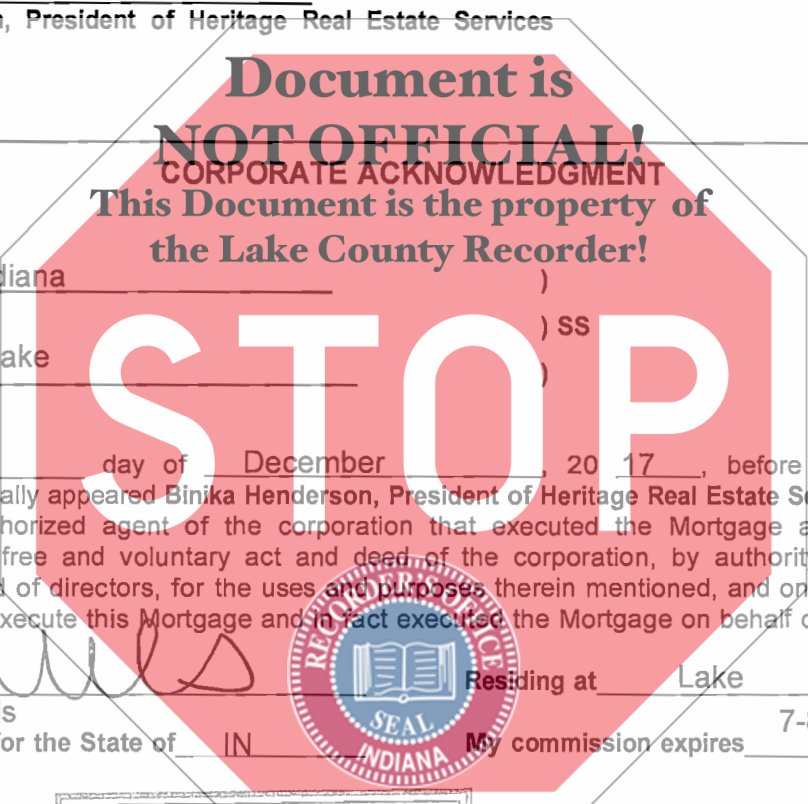 , President of Heritage Real Estate Services
Document is
NOT OFFICIAL!
CORPORATE ACKNOWLEDGMENT
This Document is the property of
the Lake County Recorder!
diana )
) SS
ake )
STOP
day of December , 20 17 , before
ally appeared Binika Henderson, President of Heritage Real Estate Se
horized agent of the corporation that executed the Mortgage a
free and voluntary act and deed of the corporation, by authorit
d of directors, for the uses and purposes therein mentioned, and on
xecute this Mortgage and in fact executed the Mortgage on behalf o
RECORDER'S OFFICE
SEAL
INDIANA
Residing at Lake
ls
for the State of IN My commission expires 7-